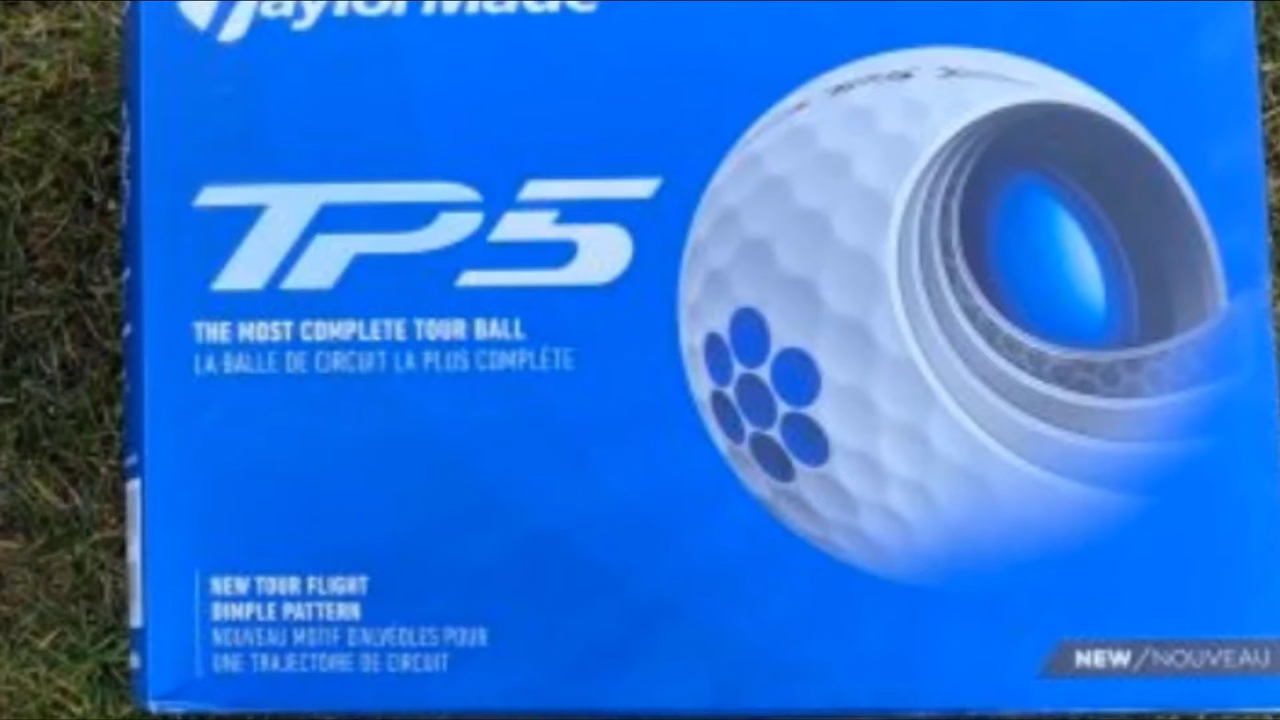 TaylorMade
TP5
THE MOST COMPLETE TOUR BALL
LA BALLE DE CIRCUIT LA PLUS COMPLÈTE
NEW TOUR FLIGHT
DIMPLE PATTERN
NOUVEAU MOTIF D'ALVÉOLES POUR
UNE TRAJECTOIRE DE CIRCUIT
NEW/NOUVEAU